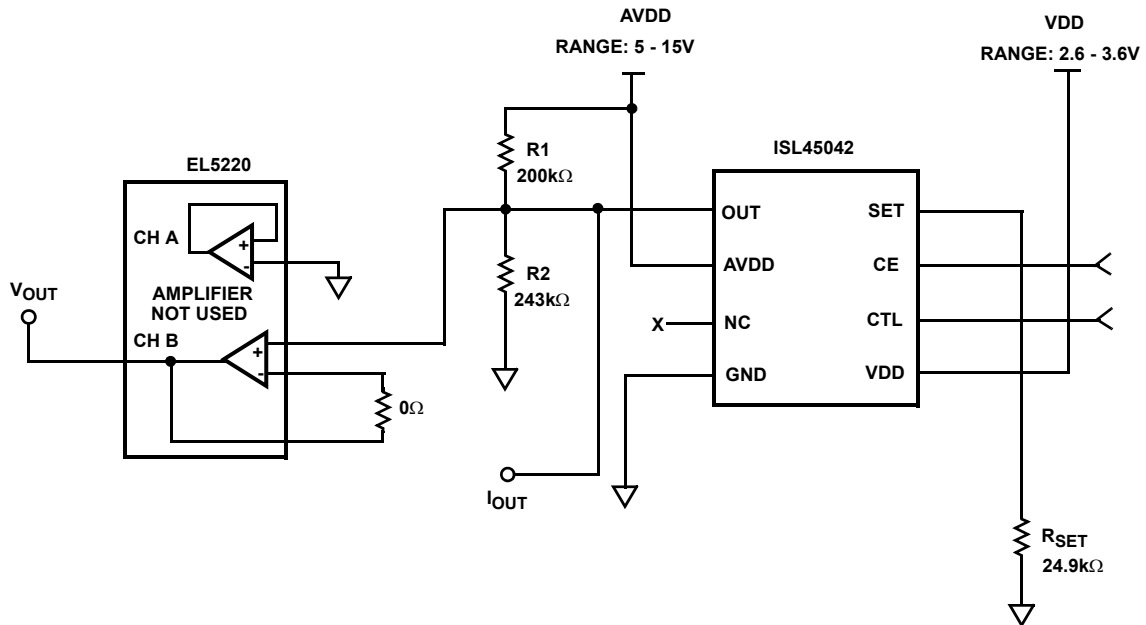 AVDD
RANGE: 5 - 15V
VDD
RANGE: 2.6 - 3.6V
EL5220
R1
200kΩ
ISL45042
CH A
+
-
AMPLIFIER
NOT USED
VOUT
CH B
+
-
0Ω
R2
243kΩ
IOUT
OUT
AVDD
X
NC
GND
SET
CE
CTL
VDD
RSET
24.9kΩ